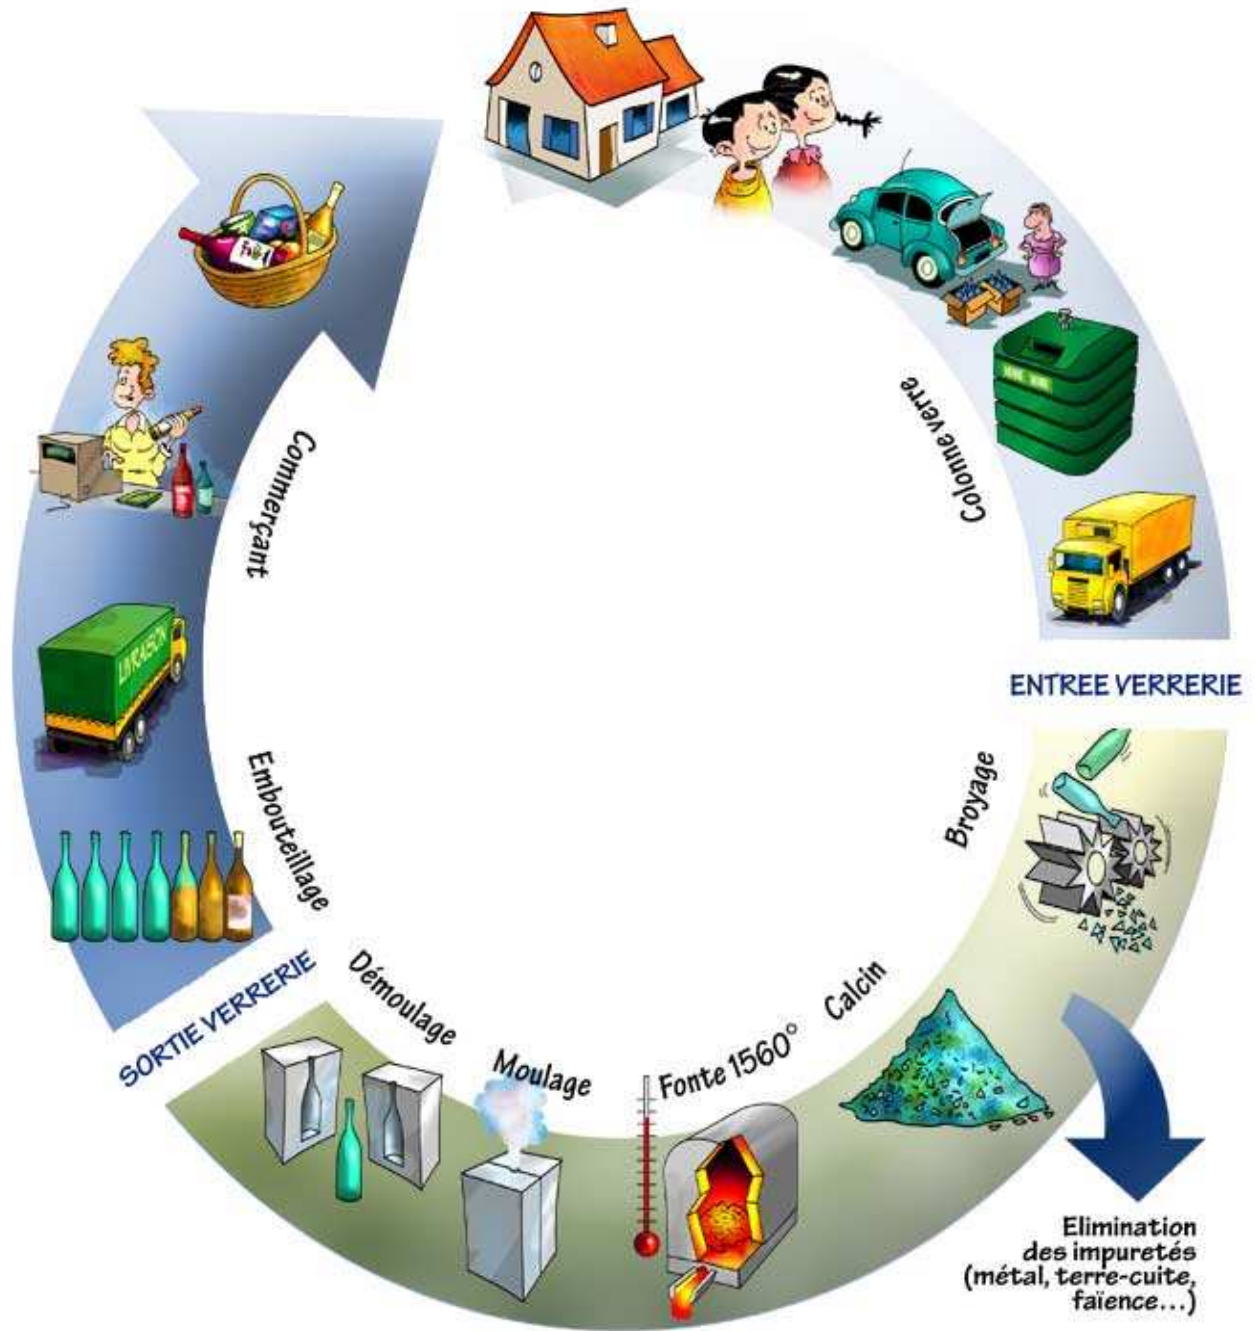 Colonne verre
ENTREE VERRERIE
Broyage
Calcin
Elimination
des impuretés
(métal, terre-cuite,
faïence...)
Fonte 1560°
Moulage
Démoulage
SORTIE VERRERIE
Embouteillage
LIVRAISON
Commerçant